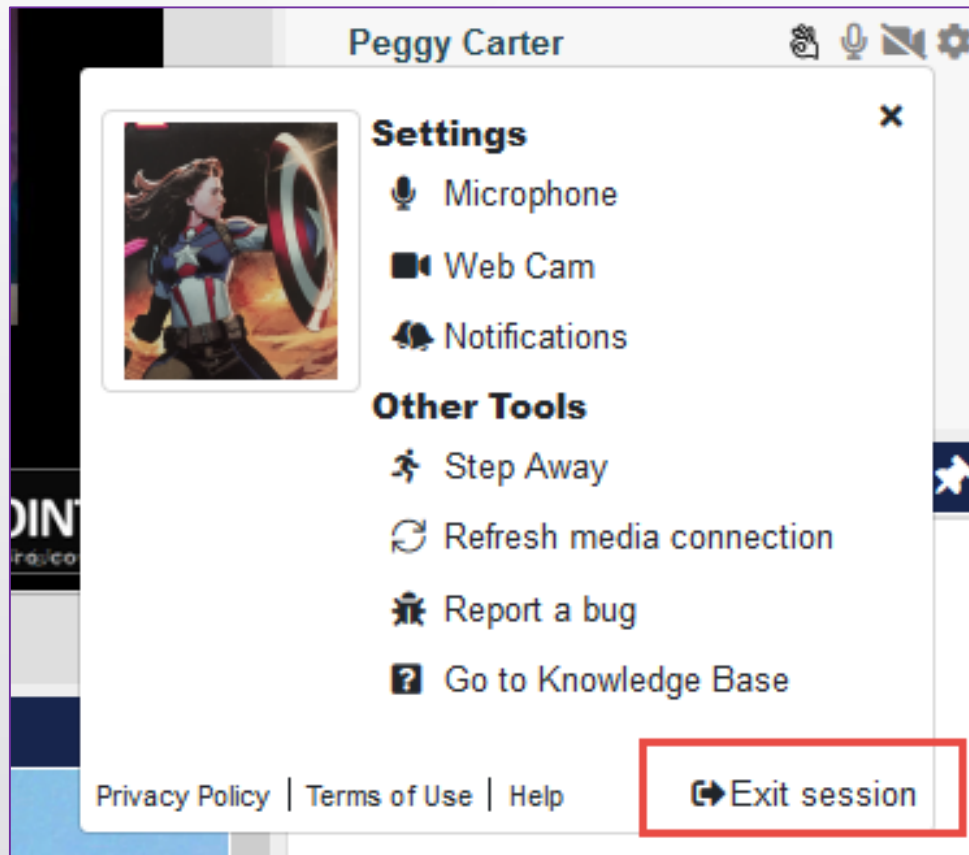 Peggy Carter
Settings
Microphone
Web Cam
Notifications
Other Tools
Step Away
Refresh media connection
Report a bug
Go to Knowledge Base
Privacy Policy | Terms of Use | Help
Exit session